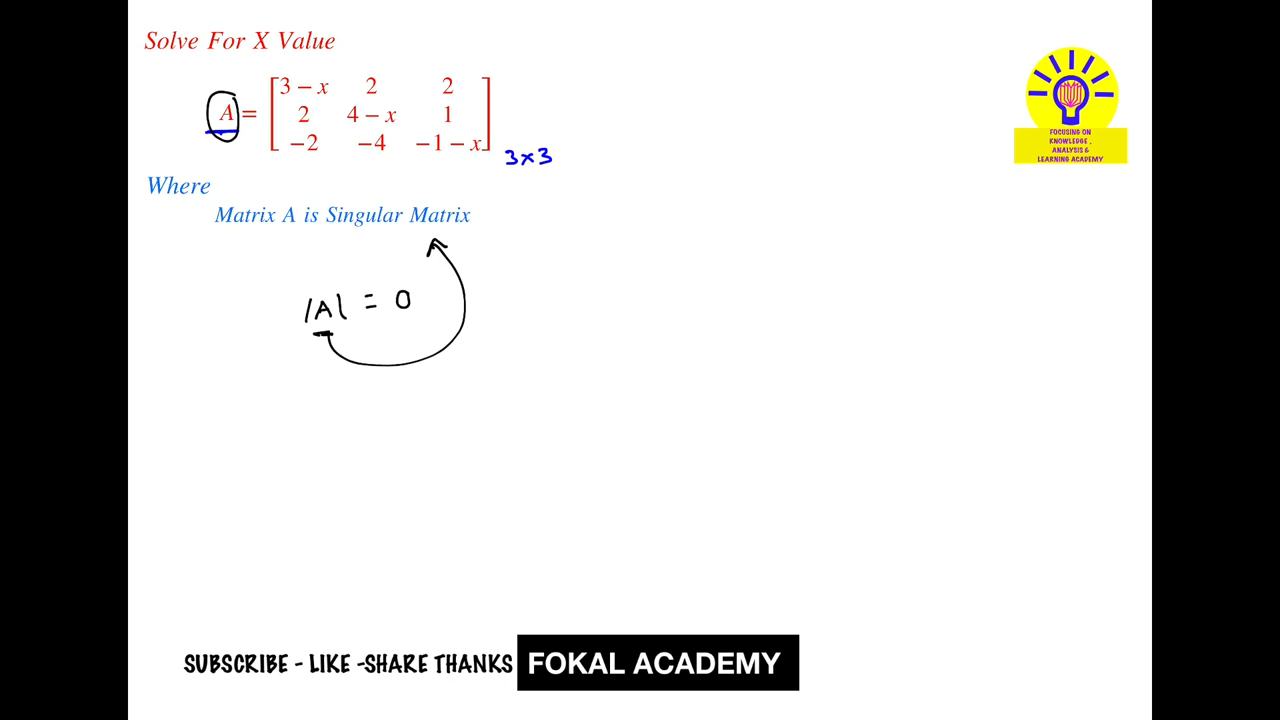 Solve For X Value
A = [3 − x 2 2
2 4 − x 1
−2 −4 −1 − x] 3×3
Where
Matrix A is Singular Matrix
|A| = 0
FOCUSING ON
KNOWLEDGE ,
ANALYSIS &
LEARNING ACADEMY
SUBSCRIBE - LIKE -SHARE THANKS FOKAL ACADEMY